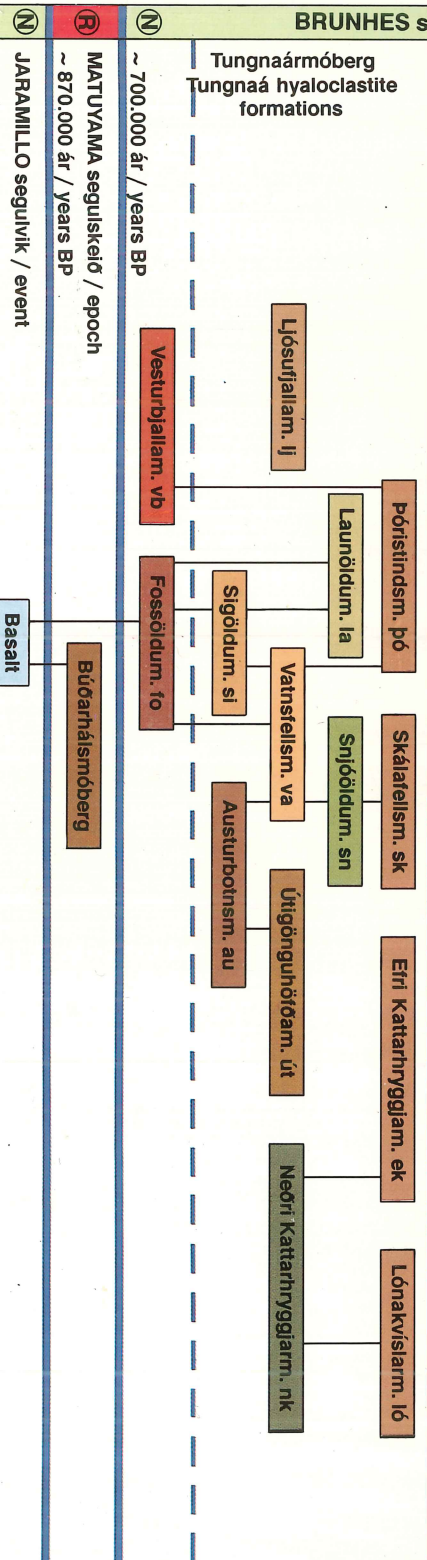 BRUNHES s
Tungnaármóberg
Tungnaá hyaloclastite
formations
Þóristindsm. þó
Skálafellsm. sk
Efri Kattarhryggjam. ek
Lónakvíslarm. ló
Launöldum. la
Snjóöldum. sn
Ljósufjallam. lj
Vatnsfellsm. va
Útigönguhöfðam. út
Neðri Kattarhryggjarm. nk
Sigöldum. si
Austurbotnsm. au
N
~ 700.000 ár / years BP
Vesturbjallam. vb
Fossöldum. fo
R
MATUYAMA segulskeið / epoch
~ 870.000 ár / years BP
Búðarhálsmóberg
N
JARAMILLO segulvik / event
Basalt